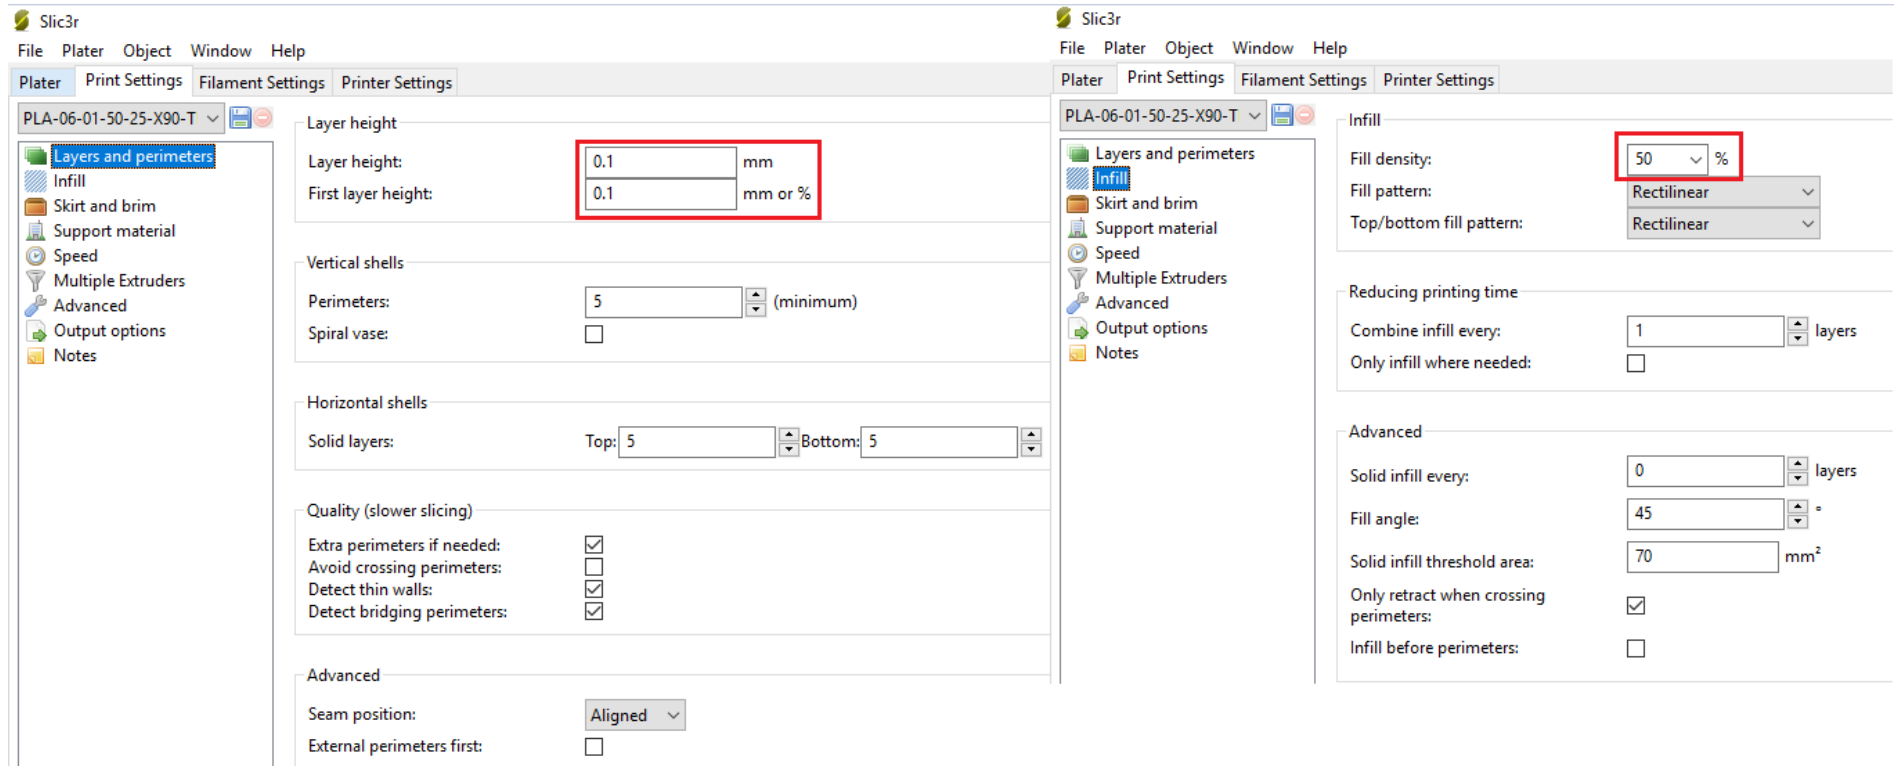 Slic3r
File Plater Object Window Help
Plater Print Settings Filament Settings Printer Settings
PLA-06-01-50-25-X90-T
Layers and perimeters
Infill
Skirt and brim
Support material
Speed
Multiple Extruders
Advanced
Output options
Notes
Layer height
Layer height: 0.1 mm
First layer height: 0.1 mm or %
Vertical shells
Perimeters: 5 (minimum)
Spiral vase:
Horizontal shells
Solid layers: Top: 5 Bottom: 5
Quality (slower slicing)
Extra perimeters if needed:
Avoid crossing perimeters:
Detect thin walls:
Detect bridging perimeters:
Advanced
Seam position: Aligned
External perimeters first:
Slic3r
File Plater Object Window Help
Plater Print Settings Filament Settings Printer Settings
PLA-06-01-50-25-X90-T
Layers and perimeters
Infill
Skirt and brim
Support material
Speed
Multiple Extruders
Advanced
Output options
Notes
Infill
Fill density: 50 %
Fill pattern: Rectilinear
Top/bottom fill pattern: Rectilinear
Reducing printing time
Combine infill every: 1 layers
Only infill where needed:
Advanced
Solid infill every: 0 layers
Fill angle: 45 °
Solid infill threshold area: 70 mm²
Only retract when crossing
perimeters:
Infill before perimeters: